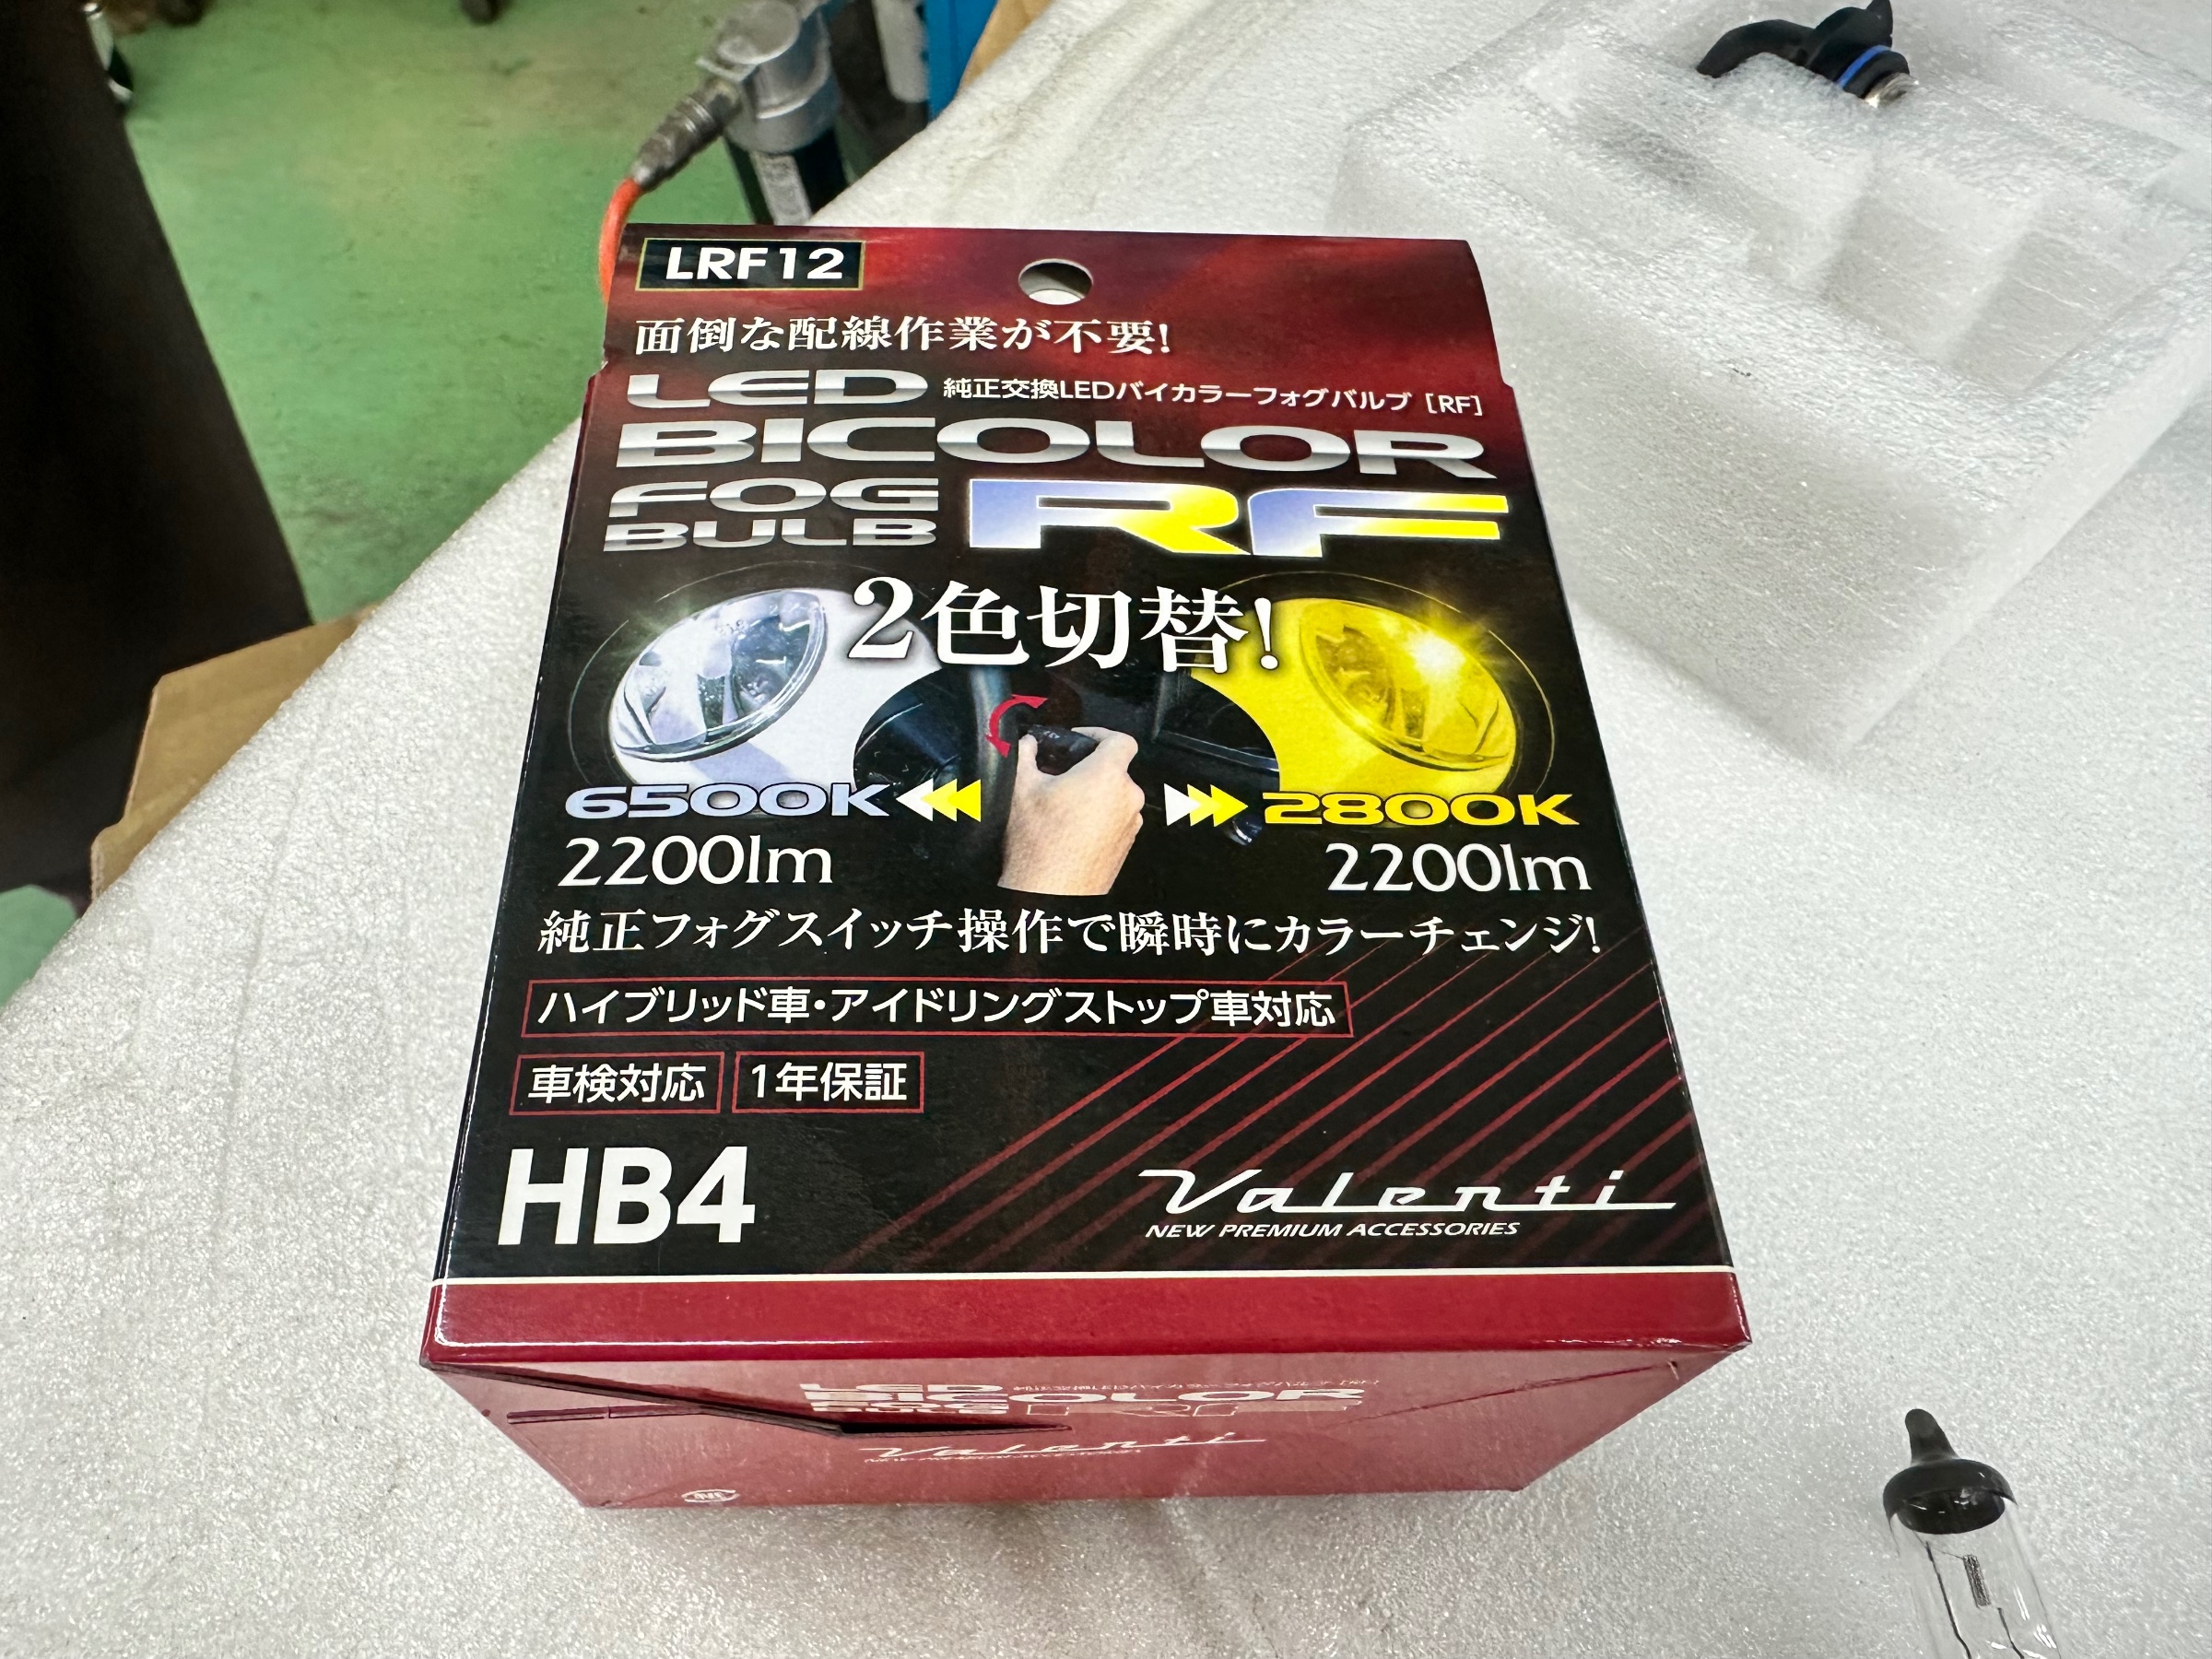 LRF12
面倒な配線作業が不要!
LED 純正交換LEDバイカラーフォグバルブ [RF]
BICOLOR
FOG
BULB
RF
2色切替!
6500K
2800K
2200lm
2200lm
純正フォグスイッチ操作で瞬時にカラーチェンジ!
ハイブリッド車・アイドリングストップ車対応
車検対応 1年保証
HB4
Valenti
NEW PREMIUM ACCESSORIES
LED
BICOLOR
Valenti